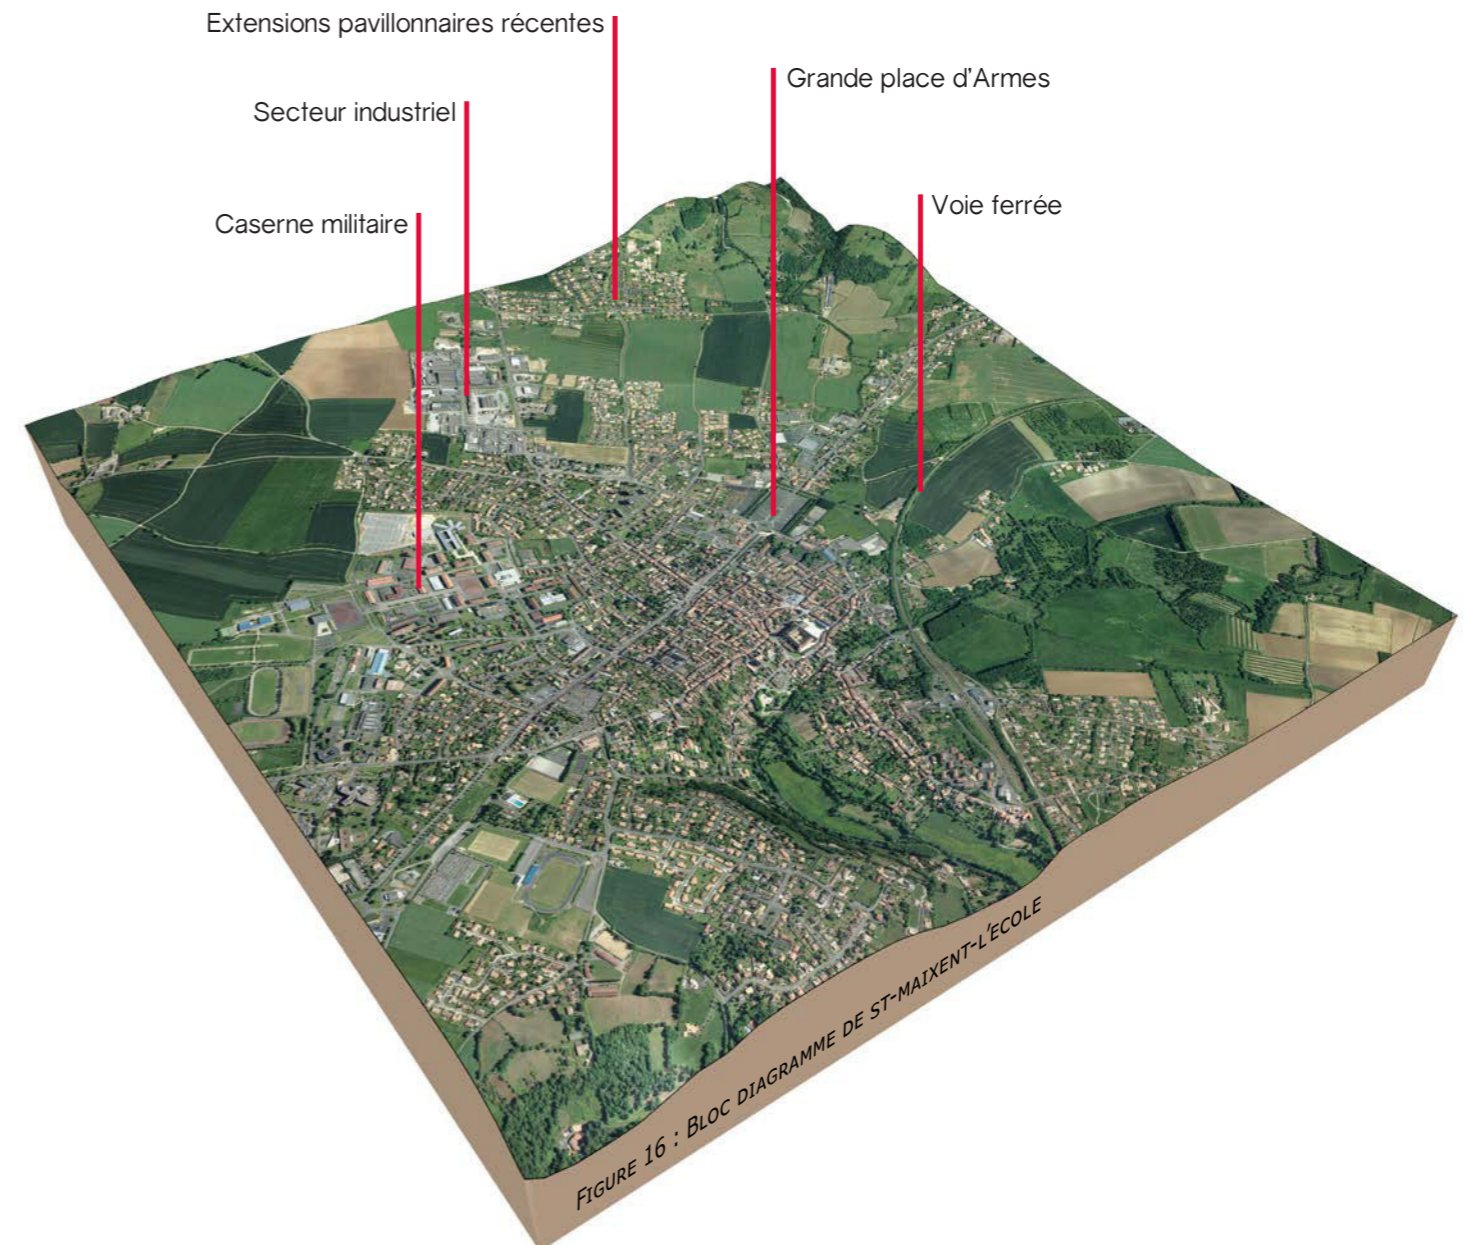 Extensions pavillonnaires récentes
Grande place d'Armes
Secteur industriel
Voie ferrée
Caserne militaire
Figure 16 : Bloc diagramme de st-maixent-l'ecole